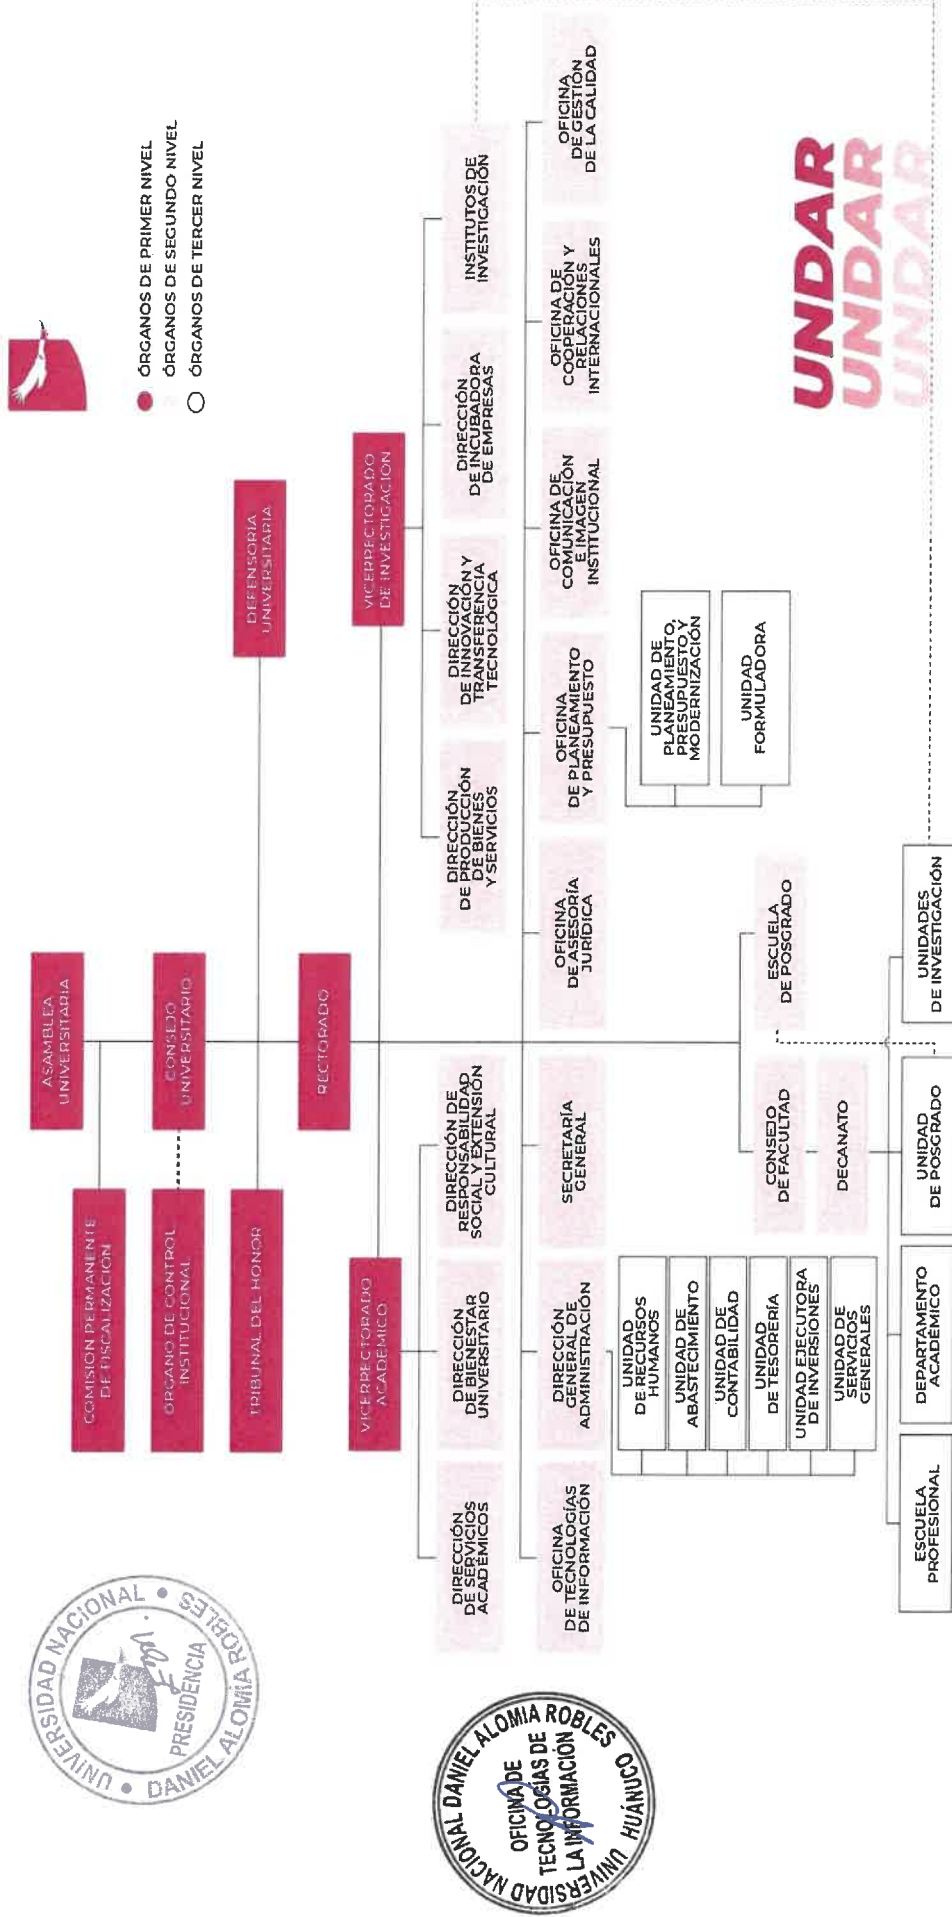 ÓRGANOS DE PRIMER NIVEL
ÓRGANOS DE SEGUNDO NIVEL
ÓRGANOS DE TERCER NIVEL
UNIVERSIDAD NACIONAL
DANIEL ALOMIA ROBLES
PRESIDENCIA
ASAMBLEA
UNIVERSITARIA
COMISIÓN PERMANENTE
DE FISCALIZACIÓN
CONSEJO
UNIVERSITARIO
ÓRGANO DE CONTROL
INSTITUCIONAL
TRIBUNAL DEL HONOR
DEFENSORÍA
UNIVERSITARIA
RECTORADO
VICERRECTORADO
ACADÉMICO
VICERRECTORADO
DE INVESTIGACIÓN
DIRECCIÓN
DE SERVICIOS
ACADÉMICOS
DIRECCIÓN
DE BIENESTAR
UNIVERSITARIO
DIRECCIÓN DE
RESPONSABILIDAD
SOCIAL Y EXTENSIÓN
CULTURAL
DIRECCIÓN
DE PRODUCCIÓN
DE BIENES
Y SERVICIOS
DIRECCIÓN
DE INNOVACIÓN Y
TRANSFERENCIA
TECNOLÓGICA
DIRECCIÓN
DE INCUBADORA
DE EMPRESAS
INSTITUTOS DE
INVESTIGACIÓN
UNIVERSIDAD NACIONAL DANIEL ALOMIA ROBLES
OFICINA DE
TECNOLOGÍAS DE
LA INFORMACIÓN
HUÁNUCO
OFICINA
DE TECNOLOGÍAS
DE INFORMACIÓN
DIRECCIÓN
GENERAL DE
ADMINISTRACIÓN
SECRETARÍA
GENERAL
OFICINA
DE ASESORÍA
JURÍDICA
OFICINA
DE PLANEAMIENTO
Y PRESUPUESTO
OFICINA DE
COMUNICACIÓN
E IMAGEN
INSTITUCIONAL
OFICINA DE
COOPERACIÓN Y
RELACIONES
INTERNACIONALES
OFICINA
DE GESTIÓN
DE LA CALIDAD
UNIDAD
DE RECURSOS
HUMANOS
UNIDAD DE
ABASTECIMIENTO
UNIDAD DE
CONTABILIDAD
UNIDAD
DE TESORERÍA
UNIDAD EJECUTORA
DE INVERSIONES
UNIDAD DE
SERVICIOS
GENERALES
UNIDAD DE
PLANEAMIENTO,
PRESUPUESTO Y
MODERNIZACIÓN
UNIDAD
FORMULADORA
CONSEJO
DE FACULTAD
ESCUELA
DE POSGRADO
DECANATO
ESCUELA
PROFESIONAL
DEPARTAMENTO
ACADÉMICO
UNIDAD
DE POSGRADO
UNIDADES
DE INVESTIGACIÓN
UNDAR
UNDAR
UNDAR